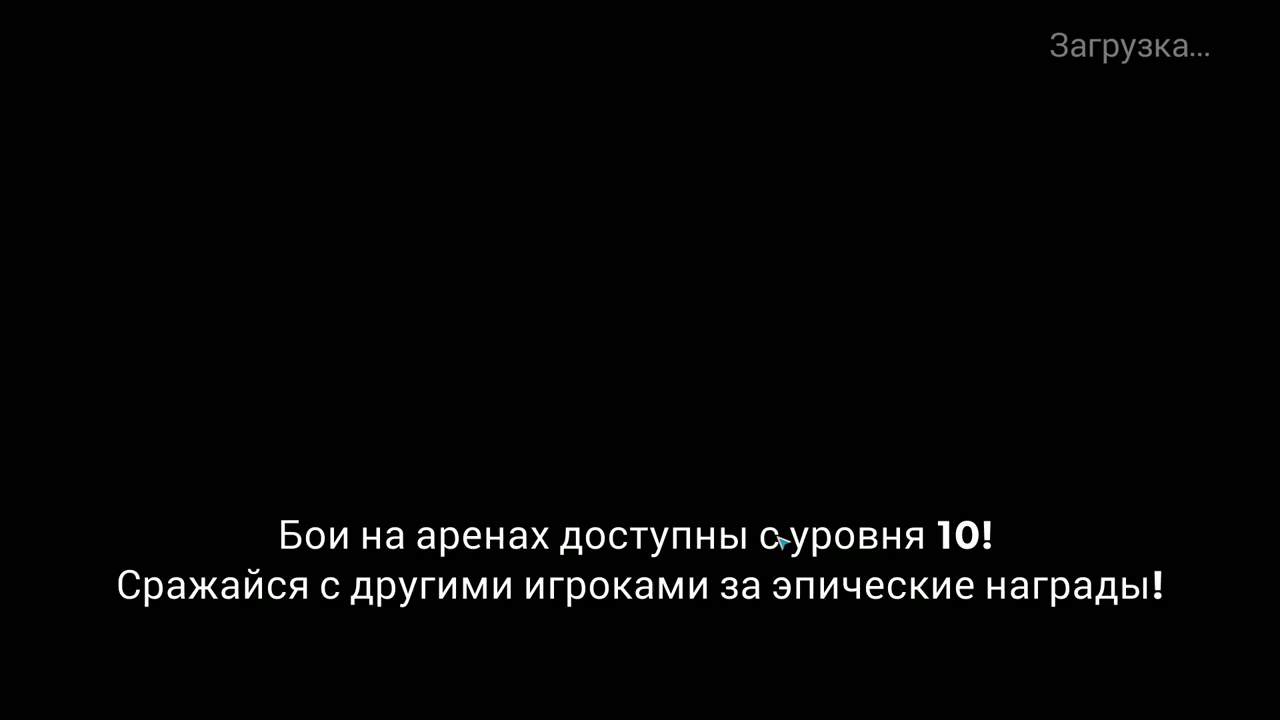 Загрузка...
Бои на аренах доступны с уровня 10!
Сражайся с другими игроками за эпические награды!